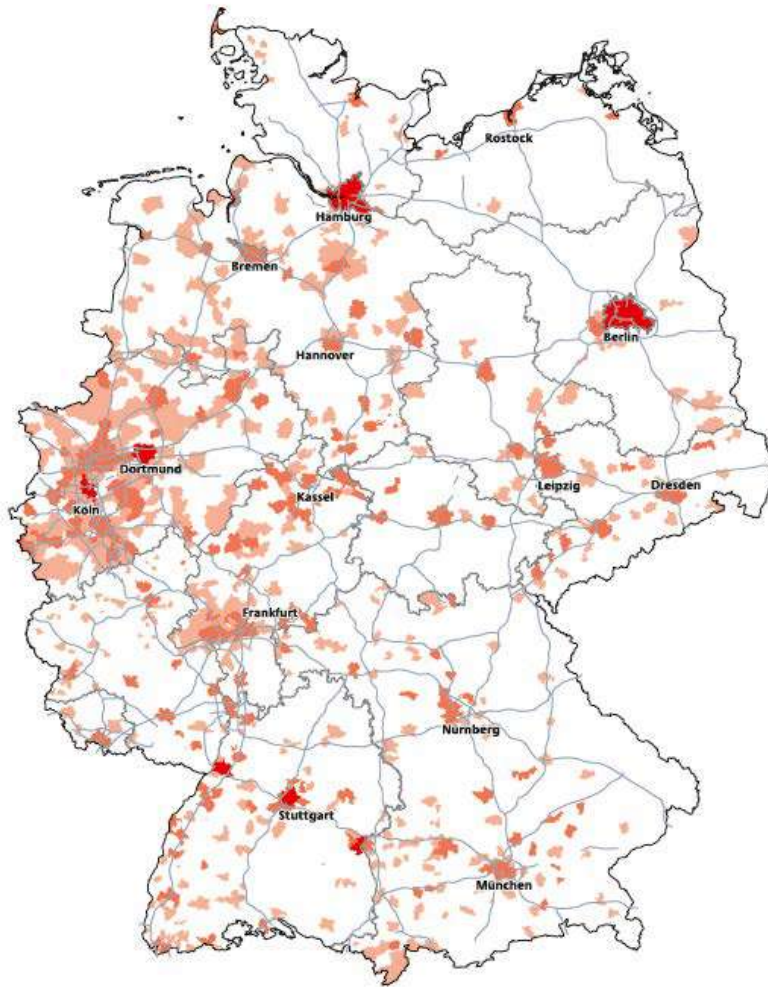 Rostock
Hamburg
Bremen
Berlin
Hannover
Dortmund
Leipzig
Dresden
Kassel
Köln
Frankfurt
Nürnberg
Stuttgart
München